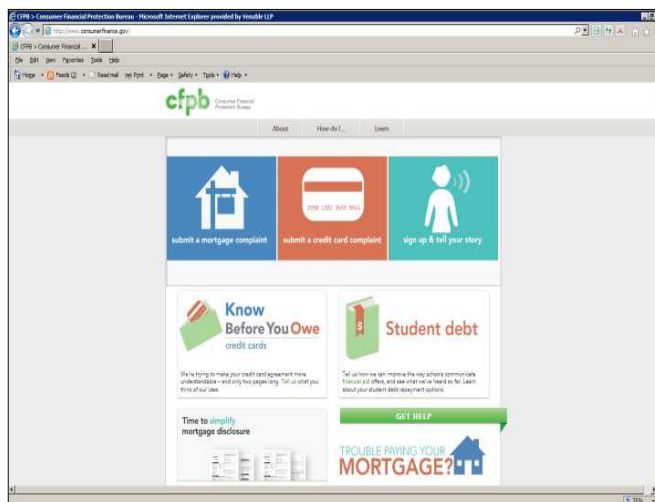 CFPB > Consumer Financial Protection Bureau - Microsoft Internet Explorer provided by Venable LLP
http://www.consumerfinance.gov/
CFPB > Consumer Financial ...
File Edit View Favorites Tools Help
Home Feeds Read mail Print Page Safety Tools Help
cfpb Consumer Financial
Protection Bureau
About How do I... Learn
submit a mortgage complaint submit a credit card complaint sign up & tell your story
Know
Before You Owe
credit cards
We're trying to make your credit card agreement more
understandable – and only two pages long. Tell us what you
think of our idea.
Student debt
Tell us how we can improve the way schools communicate
financial aid offers, and see what we've heard so far. Learn
about your student debt repayment options.
Time to simplify
mortgage disclosure
GET HELP
TROUBLE PAYING YOUR
MORTGAGE?
75%